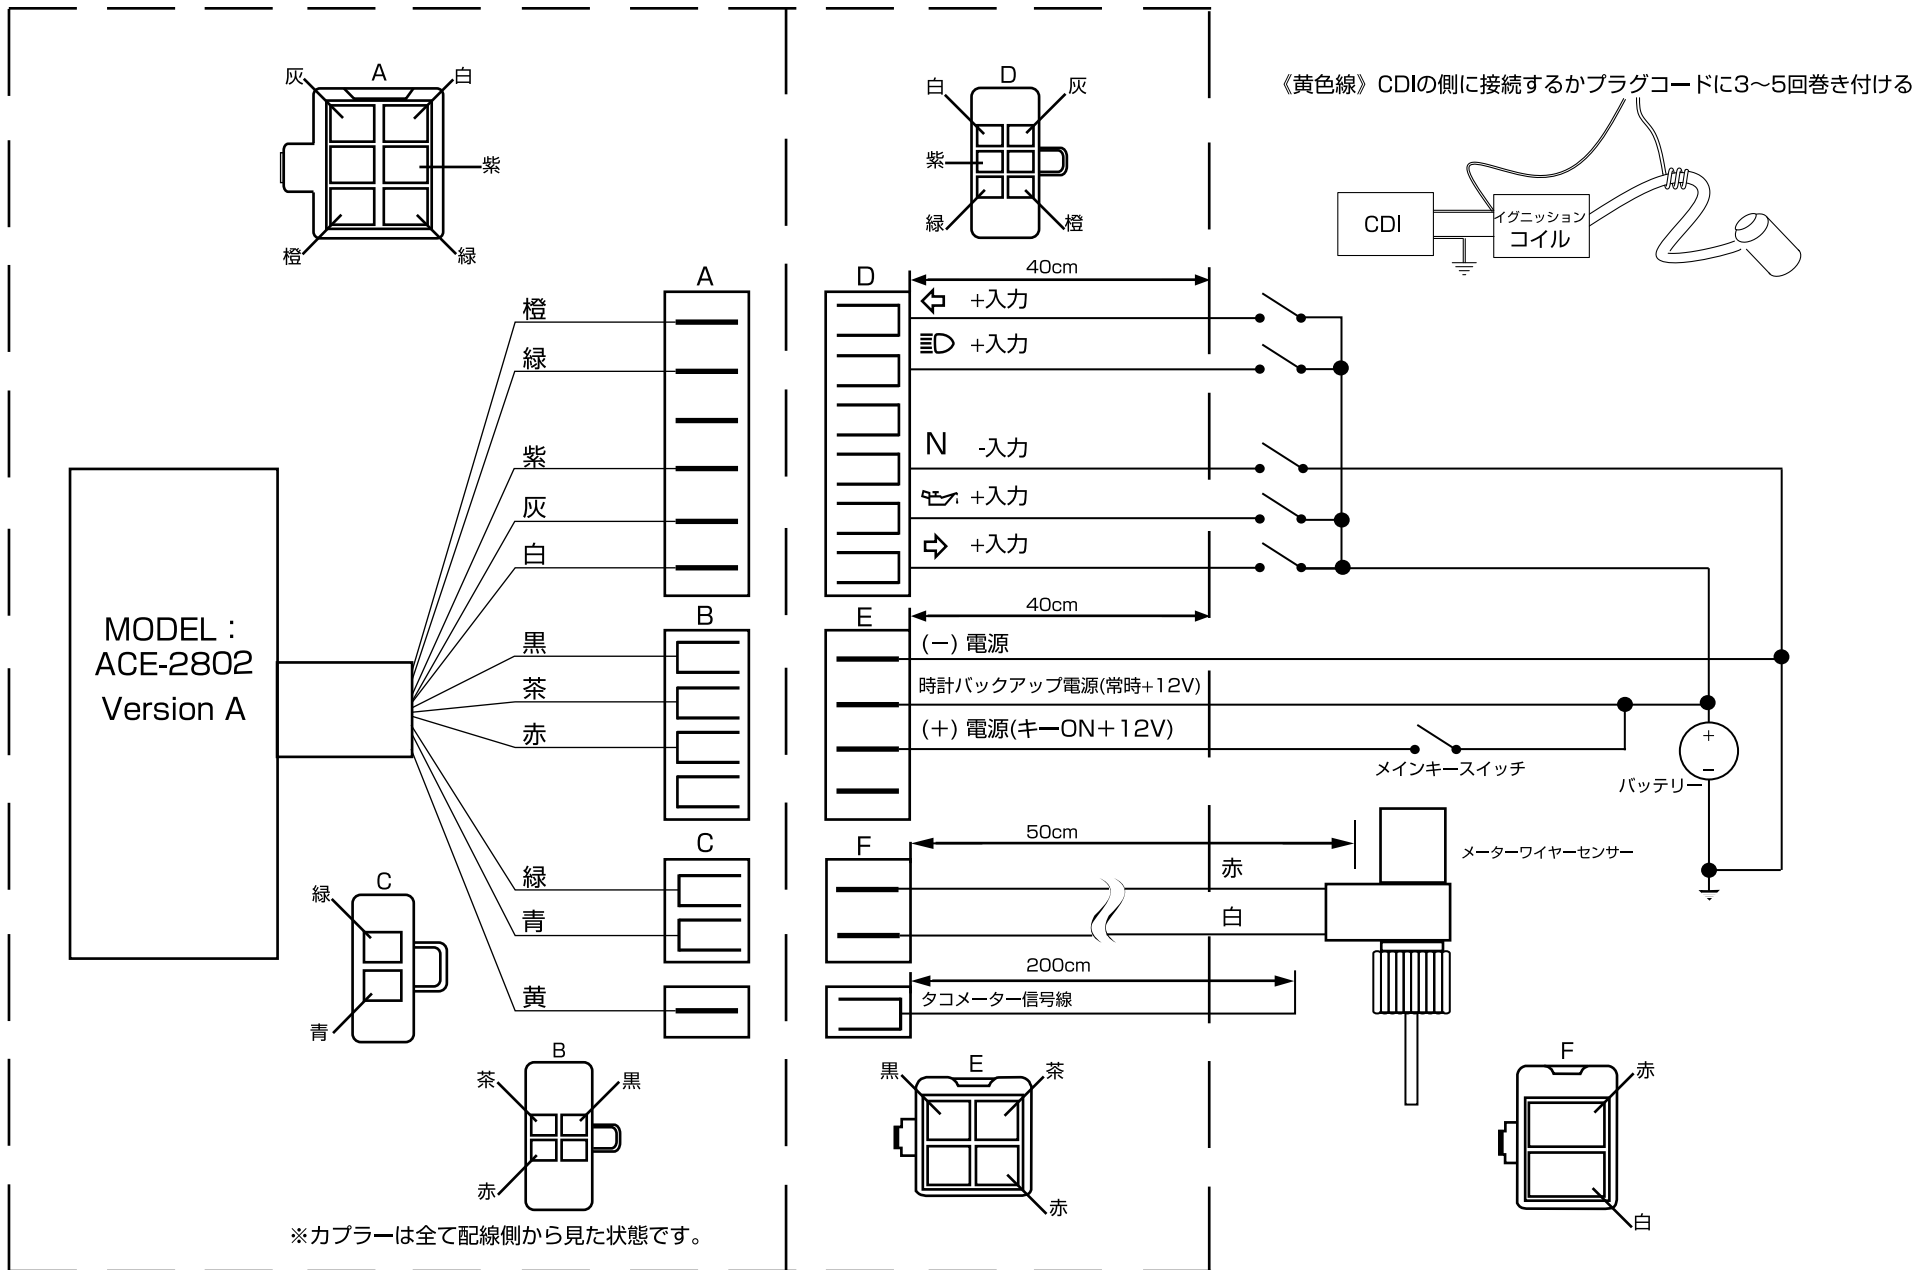 A
灰
白
紫
橙
緑
D
白
灰
紫
緑
橙
《黄色線》CDIの側に接続するかプラグコードに3〜5回巻き付ける
CDI
イグニッション
コイル
MODEL :
ACE-2802
Version A
橙
緑
紫
灰
白
黒
茶
赤
緑
青
黄
A
B
C
D
40cm
+入力
+入力
N -入力
+入力
+入力
E
40cm
(−) 電源
時計バックアップ電源(常時+12V)
(+) 電源(キーON+12V)
メインキースイッチ
+
−
バッテリー
F
50cm
赤
白
メーターワイヤーセンサー
200cm
タコメーター信号線
C
緑
青
B
茶
黒
赤
E
黒
茶
赤
F
赤
白
※カプラーは全て配線側から見た状態です。